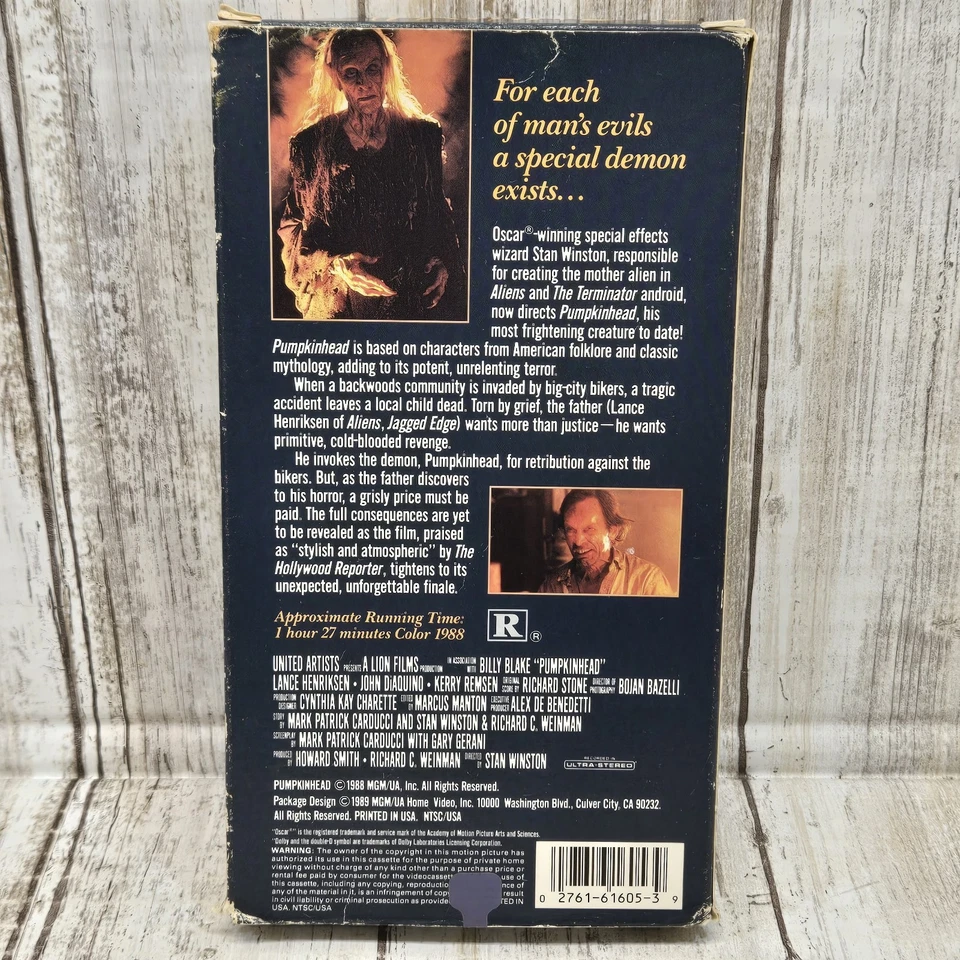 For each
of man's evils
a special demon
exists...
Oscar®-winning special effects
wizard Stan Winston, responsible
for creating the mother alien in
Aliens and The Terminator android,
now directs Pumpkinhead, his
most frightening creature to date!
Pumpkinhead is based on characters from American folklore and classic
mythology, adding to its potent, unrelenting terror.
When a backwoods community is invaded by big-city bikers, a tragic
accident leaves a local child dead. Torn by grief, the father (Lance
Henriksen of Aliens, Jagged Edge) wants more than justice—he wants
primitive, cold-blooded revenge.
He invokes the demon, Pumpkinhead, for retribution against the
bikers. But, as the father discovers
to his horror, a grisly price must be
paid. The full consequences are yet
to be revealed as the film, praised
as "stylish and atmospheric" by The
Hollywood Reporter, tightens to its
unexpected, unforgettable finale.
Approximate Running Time:
1 hour 27 minutes Color 1988
R ®
UNITED ARTISTS PRESENTS A LION FILMS PRODUCTION IN ASSOCIATION WITH BILLY BLAKE "PUMPKINHEAD"
LANCE HENRIKSEN • JOHN DiAQUINO • KERRY REMSEN ORIGINAL SCORE BY RICHARD STONE DIRECTOR OF PHOTOGRAPHY BOJAN BAZELLI
PRODUCTION DESIGNER CYNTHIA KAY CHARETTE EDITED BY MARCUS MANTON EXECUTIVE PRODUCER ALEX DE BENEDETTI
STORY BY MARK PATRICK CARDUCCI AND STAN WINSTON & RICHARD C. WEINMAN
SCREENPLAY BY MARK PATRICK CARDUCCI WITH GARY GERANI
PRODUCED BY HOWARD SMITH • RICHARD C. WEINMAN DIRECTED BY STAN WINSTON
RECORDED IN
ULTRA-STEREO
PUMPKINHEAD ©1988 MGM/UA, Inc. All Rights Reserved.
Package Design ©1989 MGM/UA Home Video, Inc. 10000 Washington Blvd., Culver City, CA 90232.
All Rights Reserved. PRINTED IN USA. NTSC/USA
"Oscar®" is the registered trademark and service mark of the Academy of Motion Picture Arts and Sciences.
"Dolby and the double-D symbol are trademarks of Dolby Laboratories Licensing Corporation.
WARNING: The owner of the copyright in this motion picture has
authorized its use in this cassette for the purpose of private home
viewing without charge of any kind other than a purchase price or
rental fee paid by consumer for the videocassette use of
this cassette, including any copying, reproduction nce of
any of the material in it, is an infringement of cop result
in civil liability or criminal prosecution as provide TED IN
USA. NTSC/USA
0 2761-61605-3 9